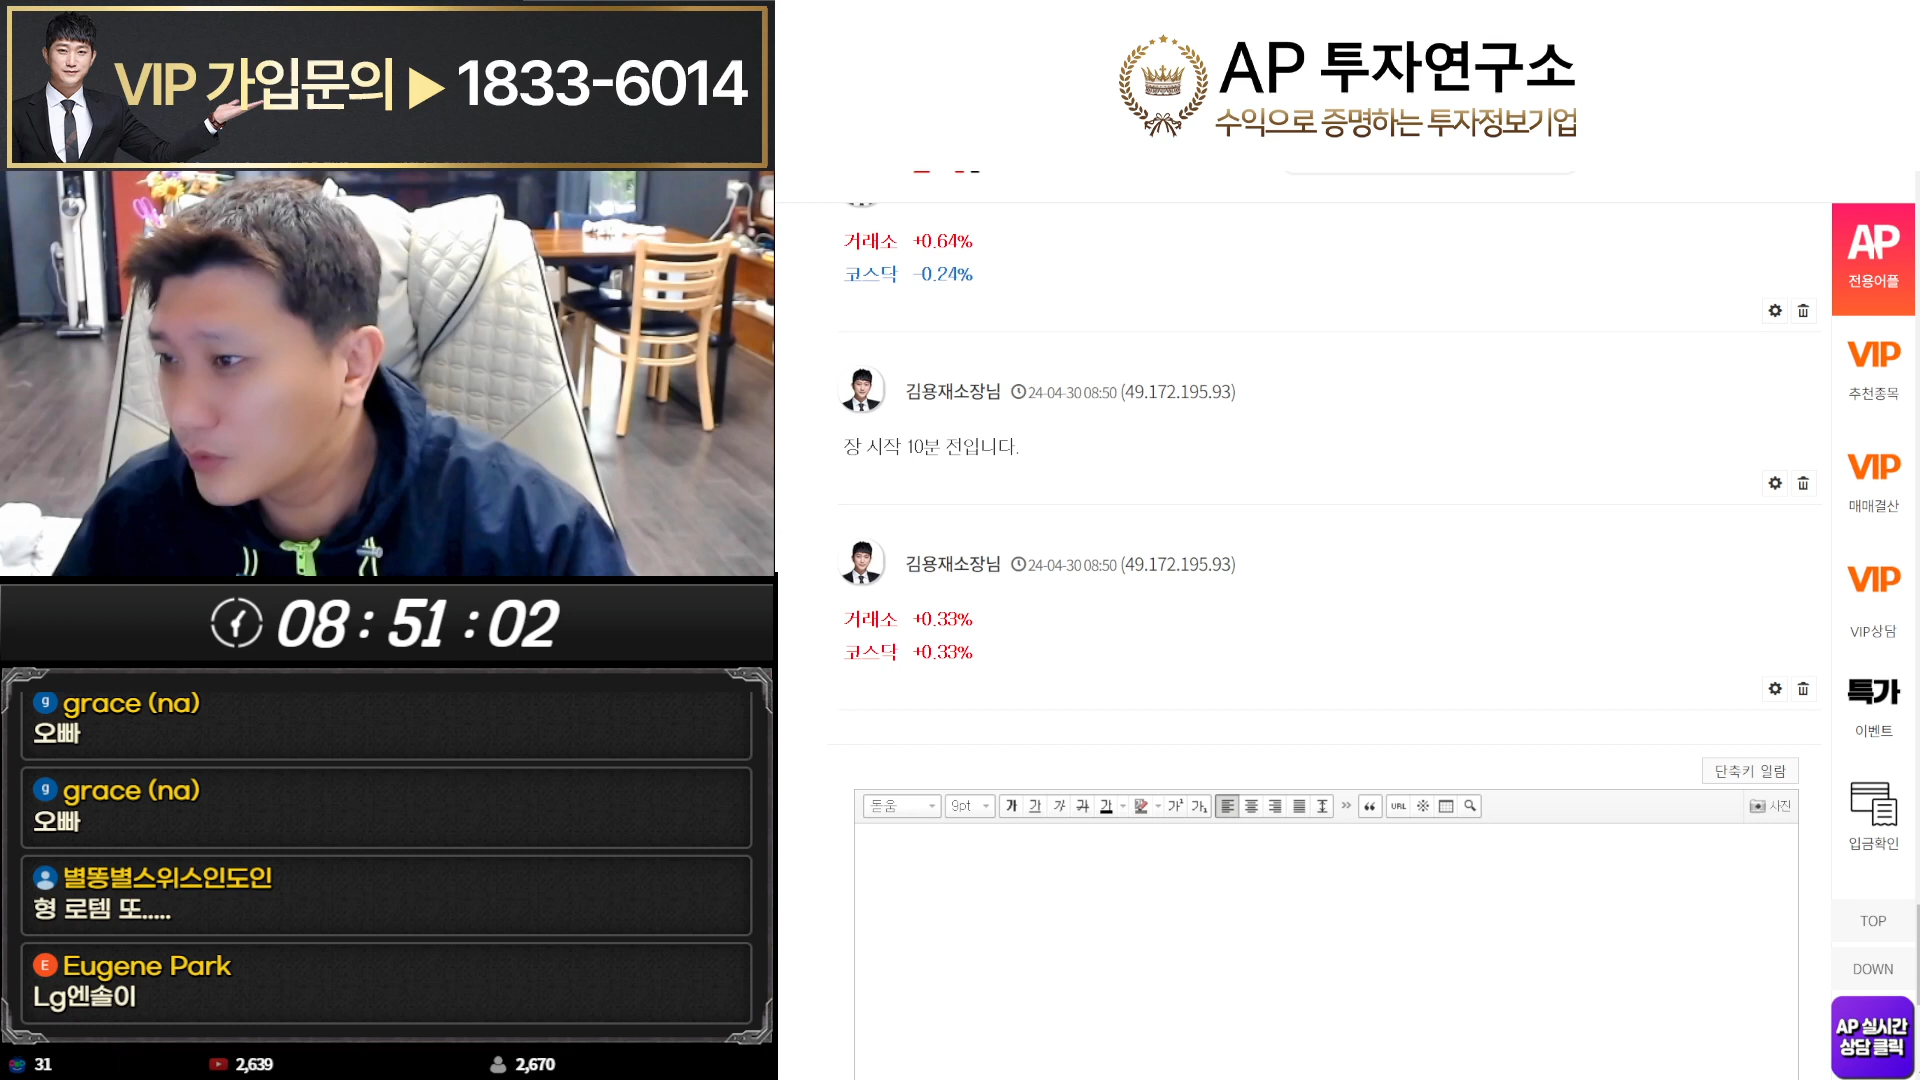 VIP 가입문의 ▶ 1833-6014
AP 투자연구소
수익으로 증명하는 투자정보기업
거래소 +0.64%
코스닥 -0.24%
김용재소장님 24-04-30 08:50 (49.172.195.93)
장 시작 10분 전입니다.
김용재소장님 24-04-30 08:50 (49.172.195.93)
거래소 +0.33%
코스닥 +0.33%
단축키 일람
돋움 9pt 가 가 가 가 가 가 가 URL 사진
AP
전용어플
VIP
추천종목
VIP
매매결산
VIP
VIP상담
특가
이벤트
입금확인
TOP
DOWN
AP 실시간
상담 클릭
08 : 51 : 02
g grace (na)
오빠
g grace (na)
오빠
별똥별스위스인도인
형 로템 또.....
E Eugene Park
Lg엔솔이
31 2,639 2,670